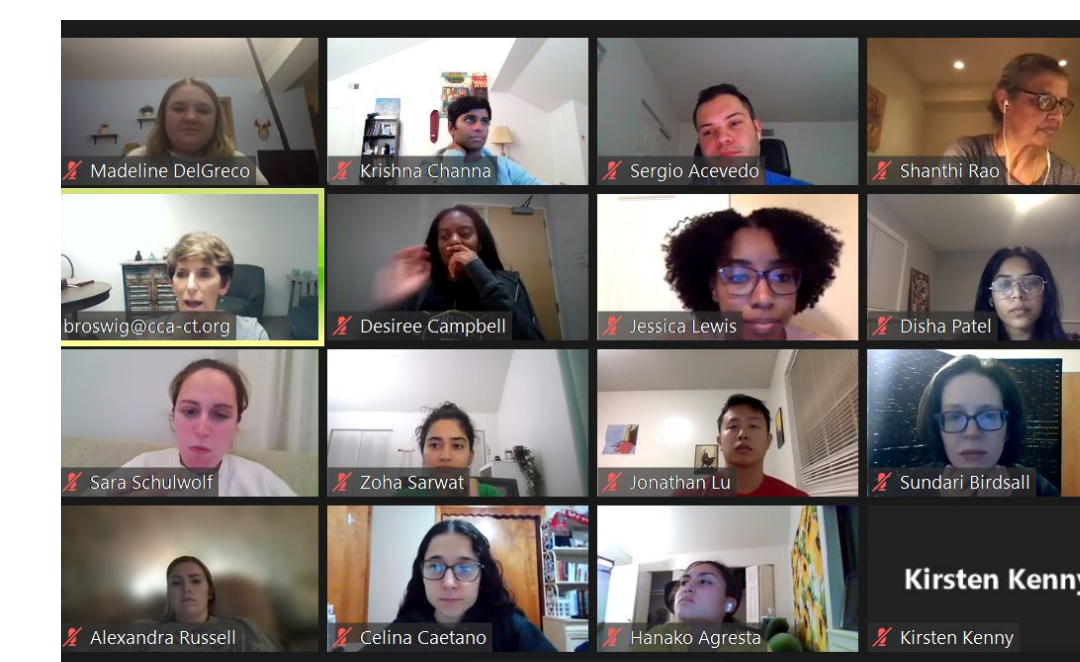 Madeline DelGreco
Krishna Channa
Sergio Acevedo
Shanthi Rao
broswig@cca-ct.org
Desiree Campbell
Jessica Lewis
Disha Patel
Sara Schulwolf
Zoha Sarwat
Jonathan Lu
Sundari Birdsall
Alexandra Russell
Celina Caetano
Hanako Agresta
Kirsten Kenny
Kirsten Kenny